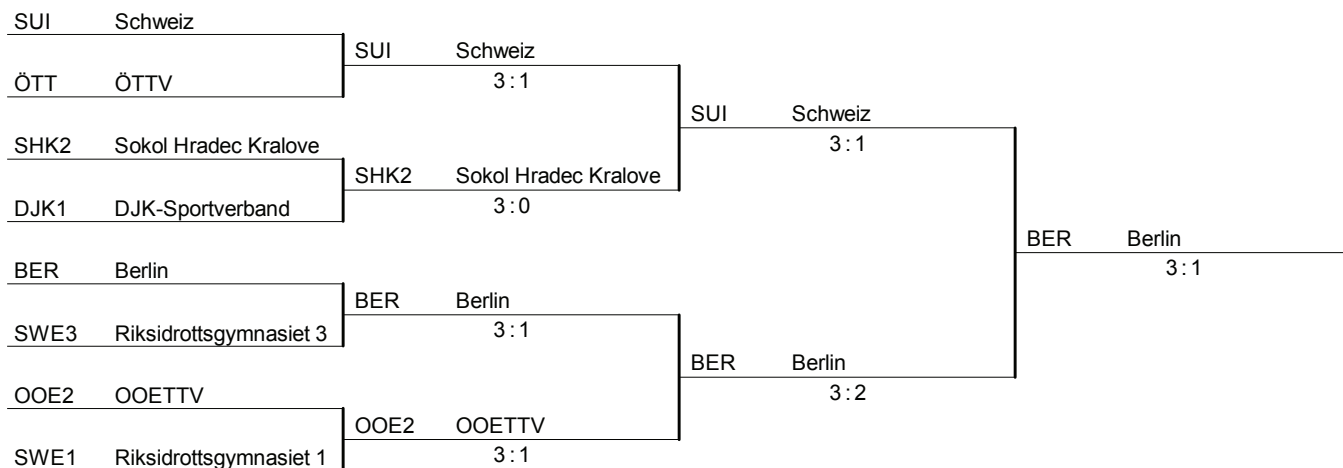 SUI Schweiz
SUI Schweiz
ÖTT ÖTTV
3 : 1
SUI Schweiz
SHK2 Sokol Hradec Kralove
3 : 1
SHK2 Sokol Hradec Kralove
DJK1 DJK-Sportverband
3 : 0
BER Berlin
BER Berlin
3 : 1
BER Berlin
SWE3 Riksidrottsgymnasiet 3
3 : 1
BER Berlin
OOE2 OOETTV
3 : 2
OOE2 OOETTV
SWE1 Riksidrottsgymnasiet 1
3 : 1